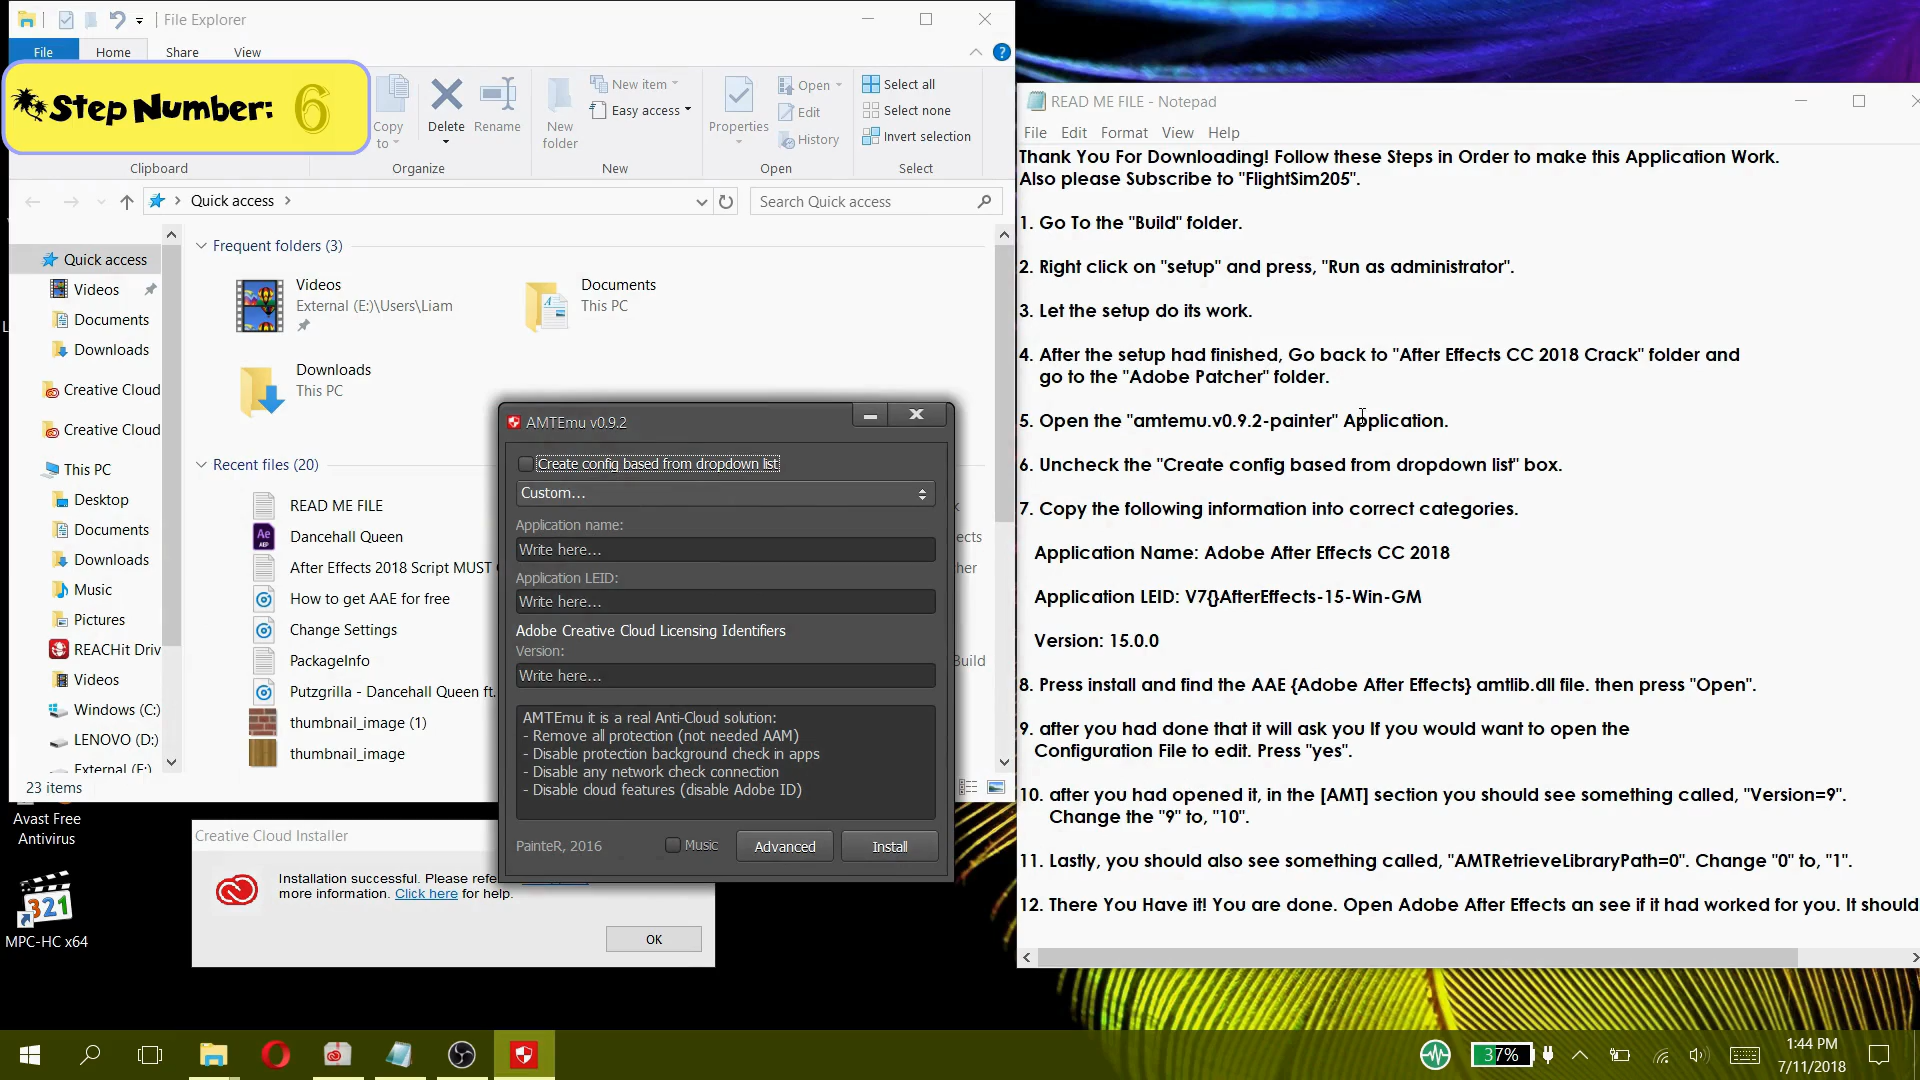 File Explorer
File
Home
Share
View
Step Number: 6
Copy
to
Delete
Rename
New
folder
New item
Easy access
Properties
Open
Edit
History
Select all
Select none
Invert selection
Clipboard
Organize
New
Open
Select
Quick access
Search Quick access
Quick access
Videos
Documents
Downloads
Creative Cloud
Creative Cloud
This PC
Desktop
Documents
Downloads
Music
Pictures
REACHit Driv
Videos
Windows (C:)
LENOVO (D:)
External (E:)
Frequent folders (3)
Videos
External (E:)\Users\Liam
Documents
This PC
Downloads
This PC
Recent files (20)
READ ME FILE
Dancehall Queen
After Effects 2018 Script MUST
How to get AAE for free
Change Settings
PackageInfo
Putzgrilla - Dancehall Queen ft.
thumbnail_image (1)
thumbnail_image
ects
her
Build
23 items
AMTEmu v0.9.2
Create config based from dropdown list
Custom...
Application name:
Write here...
Application LEID:
Write here...
Adobe Creative Cloud Licensing Identifiers
Version:
Write here...
AMTEmu it is a real Anti-Cloud solution:
- Remove all protection (not needed AAM)
- Disable protection background check in apps
- Disable any network check connection
- Disable cloud features (disable Adobe ID)
PainteR, 2016
Music
Advanced
Install
Avast Free
Antivirus
321
MPC-HC x64
Creative Cloud Installer
Installation successful. Please refe
more information. Click here for help.
OK
READ ME FILE - Notepad
File Edit Format View Help
Thank You For Downloading! Follow these Steps in Order to make this Application Work.
Also please Subscribe to "FlightSim205".
1. Go To the "Build" folder.
2. Right click on "setup" and press, "Run as administrator".
3. Let the setup do its work.
4. After the setup had finished, Go back to "After Effects CC 2018 Crack" folder and
go to the "Adobe Patcher" folder.
5. Open the "amtemu.v0.9.2-painter" Application.
6. Uncheck the "Create config based from dropdown list" box.
7. Copy the following information into correct categories.
Application Name: Adobe After Effects CC 2018
Application LEID: V7{}AfterEffects-15-Win-GM
Version: 15.0.0
8. Press install and find the AAE {Adobe After Effects} amtlib.dll file. then press "Open".
9. after you had done that it will ask you If you would want to open the
Configuration File to edit. Press "yes".
10. after you had opened it, in the [AMT] section you should see something called, "Version=9".
Change the "9" to, "10".
11. Lastly, you should also see something called, "AMTRetrieveLibraryPath=0". Change "0" to, "1".
12. There You Have it! You are done. Open Adobe After Effects an see if it had worked for you. It should
37%
1:44 PM
7/11/2018